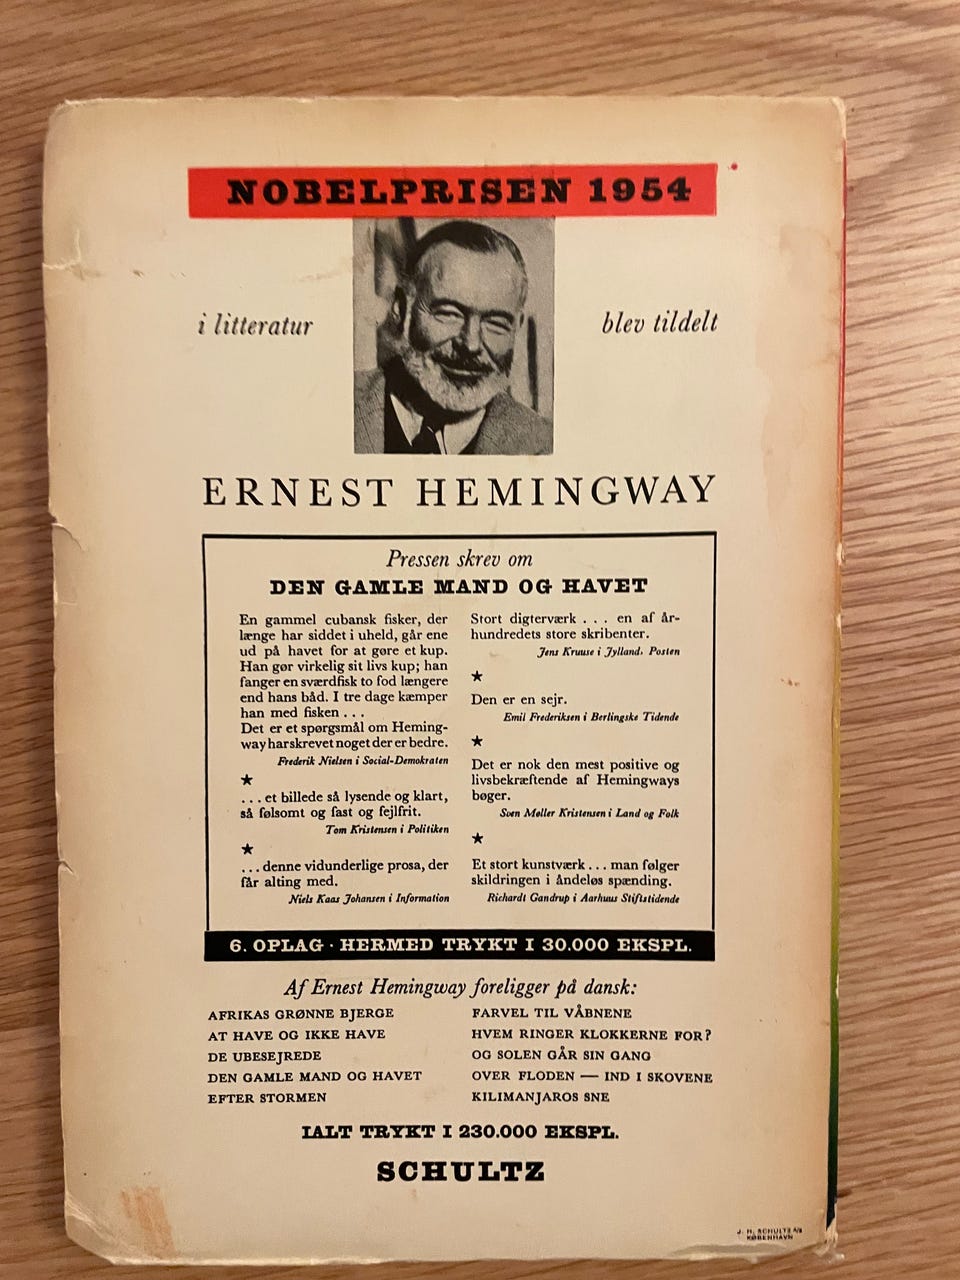 NOBELPRISEN 1954
i litteratur
blev tildelt
ERNEST HEMINGWAY
Pressen skrev om
DEN GAMLE MAND OG HAVET
En gammel cubansk fisker, der
længe har siddet i uheld, går ene
ud på havet for at gøre et kup.
Han gør virkelig sit livs kup; han
fanger en sværdfisk to fod længere
end hans båd. I tre dage kæmper
han med fisken . . .
Det er et spørgsmål om Heming-
way har skrevet noget der er bedre.
Frederik Nielsen i Social-Demokraten
★
. . . et billede så lysende og klart,
så følsomt og fast og fejlfrit.
Tom Kristensen i Politiken
★
. . . denne vidunderlige prosa, der
får alting med.
Niels Kaas Johansen i Information
Stort digterværk . . . en af år-
hundredets store skribenter.
Jens Kruuse i Jylland. Posten
★
Den er en sejr.
Emil Frederiksen i Berlingske Tidende
★
Det er nok den mest positive og
livsbekræftende af Hemingways
bøger.
Sven Møller Kristensen i Land og Folk
★
Et stort kunstværk . . . man følger
skildringen i åndeløs spænding.
Richardt Gandrup i Aarhuus Stiftstidende
6. OPLAG · HERMED TRYKT I 30.000 EKSPL.
Af Ernest Hemingway foreligger på dansk:
AFRIKAS GRØNNE BJERGE
AT HAVE OG IKKE HAVE
DE UBESEJREDE
DEN GAMLE MAND OG HAVET
EFTER STORMEN
FARVEL TIL VÅBNENE
HVEM RINGER KLOKKERNE FOR?
OG SOLEN GÅR SIN GANG
OVER FLODEN — IND I SKOVENE
KILIMANJAROS SNE
IALT TRYKT I 230.000 EKSPL.
SCHULTZ
J. H. SCHULTZ A/S
KØBENHAVN